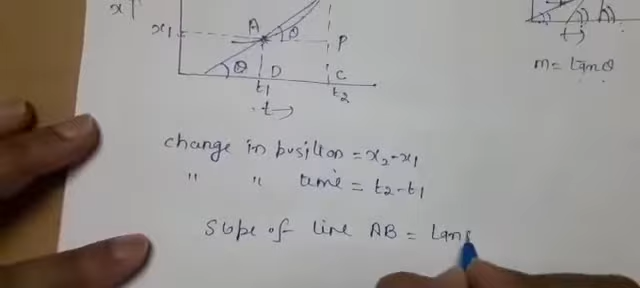 x↑
x₁
A
θ
P
θ
D
C
t₁
t₂
t→
t→
m = tanθ
change in position = x₂-x₁
" " time = t₂-t₁
Slope of line AB = tan